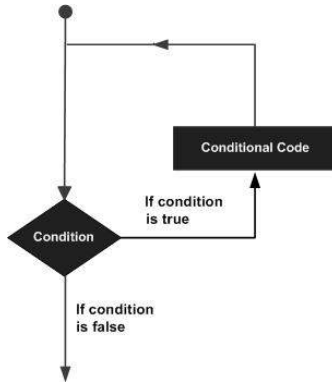 Conditional Code
If condition
is true
Condition
If condition
is false